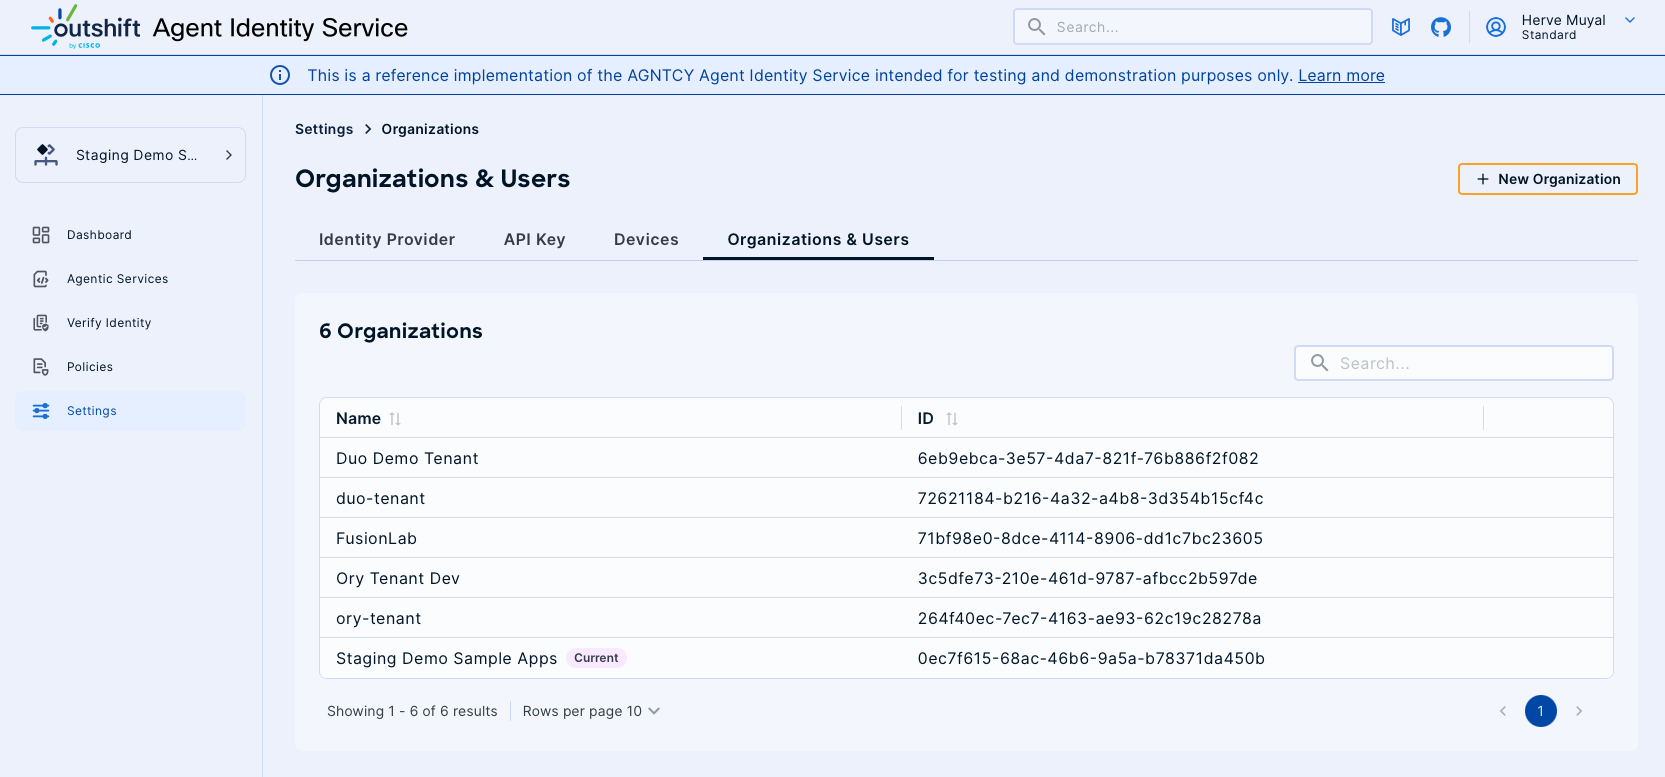 outshift
by CISCO
Agent Identity Service
Search...
Herve Muyal
Standard
This is a reference implementation of the AGNTCY Agent Identity Service intended for testing and demonstration purposes only. Learn more
Staging Demo S...
Dashboard
Agentic Services
Verify Identity
Policies
Settings
Settings > Organizations
Organizations & Users
+ New Organization
Identity Provider API Key Devices Organizations & Users
6 Organizations
Search...
Name ID
Duo Demo Tenant 6eb9ebca-3e57-4da7-821f-76b886f2f082
duo-tenant 72621184-b216-4a32-a4b8-3d354b15cf4c
FusionLab 71bf98e0-8dce-4114-8906-dd1c7bc23605
Ory Tenant Dev 3c5dfe73-210e-461d-9787-afbcc2b597de
ory-tenant 264f40ec-7ec7-4163-ae93-62c19c28278a
Staging Demo Sample Apps Current 0ec7f615-68ac-46b6-9a5a-b78371da450b
Showing 1 - 6 of 6 results Rows per page 10 1